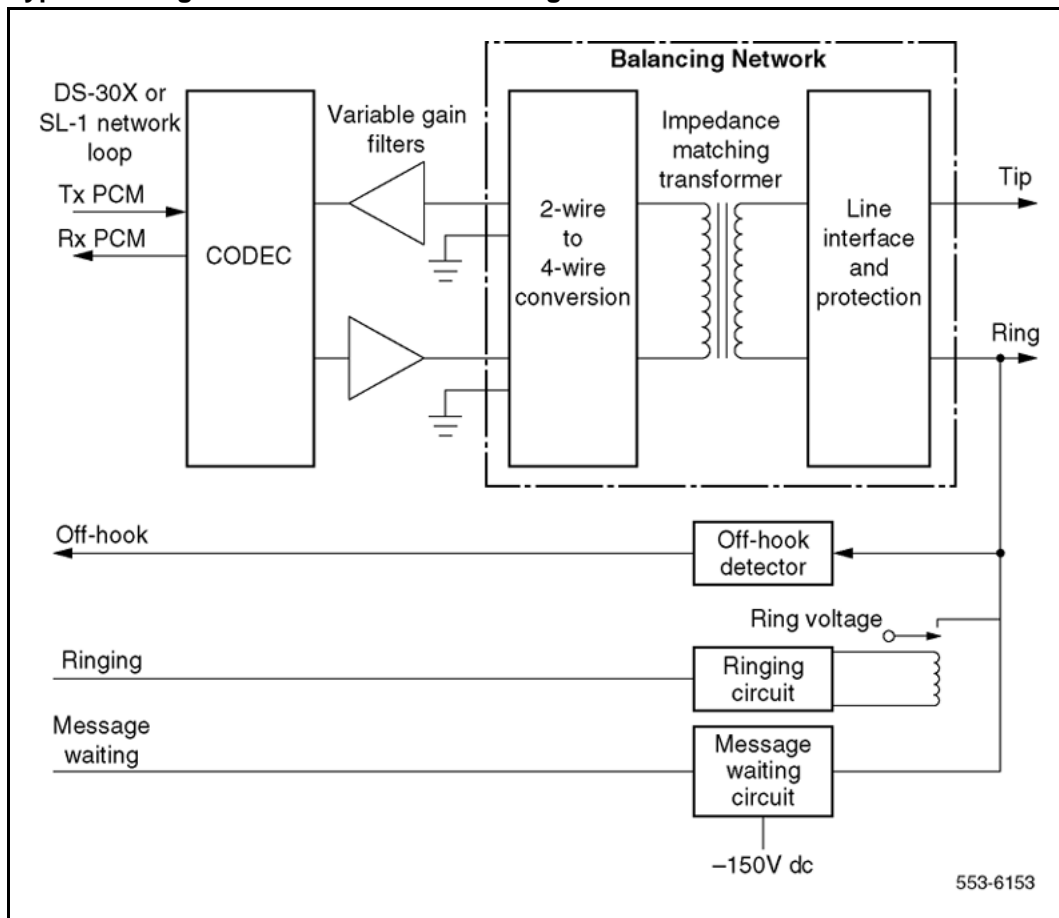 Balancing Network
DS-30X or
SL-1 network
loop
Tx PCM
Rx PCM
CODEC
Variable gain
filters
2-wire
to
4-wire
conversion
Impedance
matching
transformer
Line
interface
and
protection
Tip
Ring
Off-hook
Off-hook
detector
Ring voltage
Ringing
Ringing
circuit
Message
waiting
Message
waiting
circuit
–150V dc
553-6153